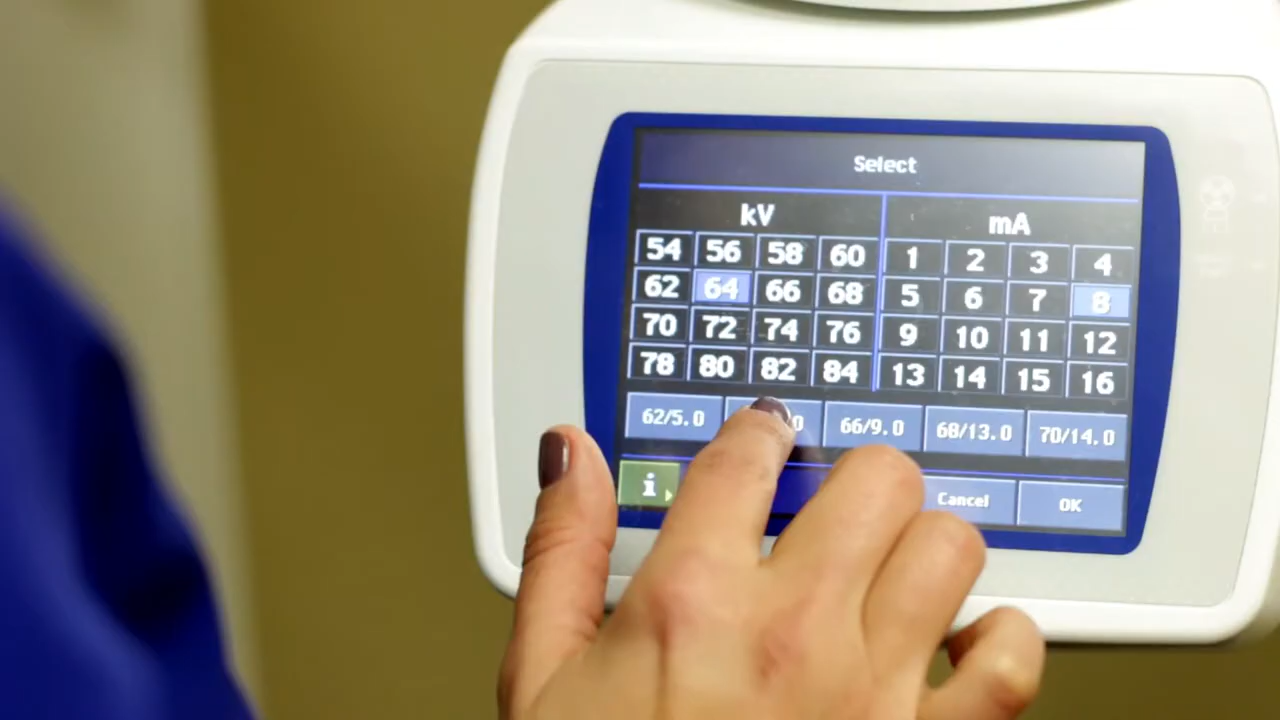 Select
kV mA
54 56 58 60 1 2 3 4
62 64 66 68 5 6 7 8
70 72 74 76 9 10 11 12
78 80 82 84 13 14 15 16
62/5.0 66/9.0 68/13.0 70/14.0
i Cancel OK